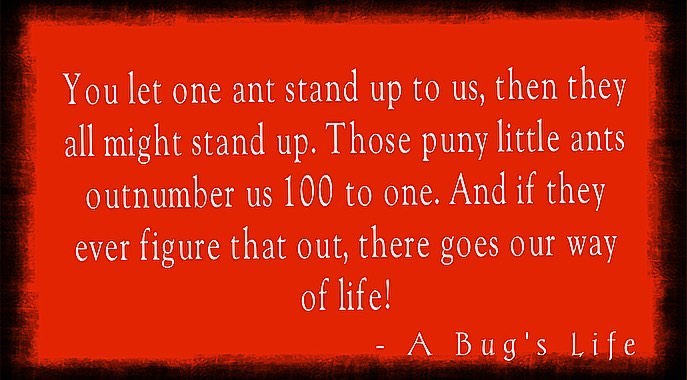 You let one ant stand up to us, then they
all might stand up. Those puny little ants
outnumber us 100 to one. And if they
ever figure that out, there goes our way
of life!
- A Bug's Life